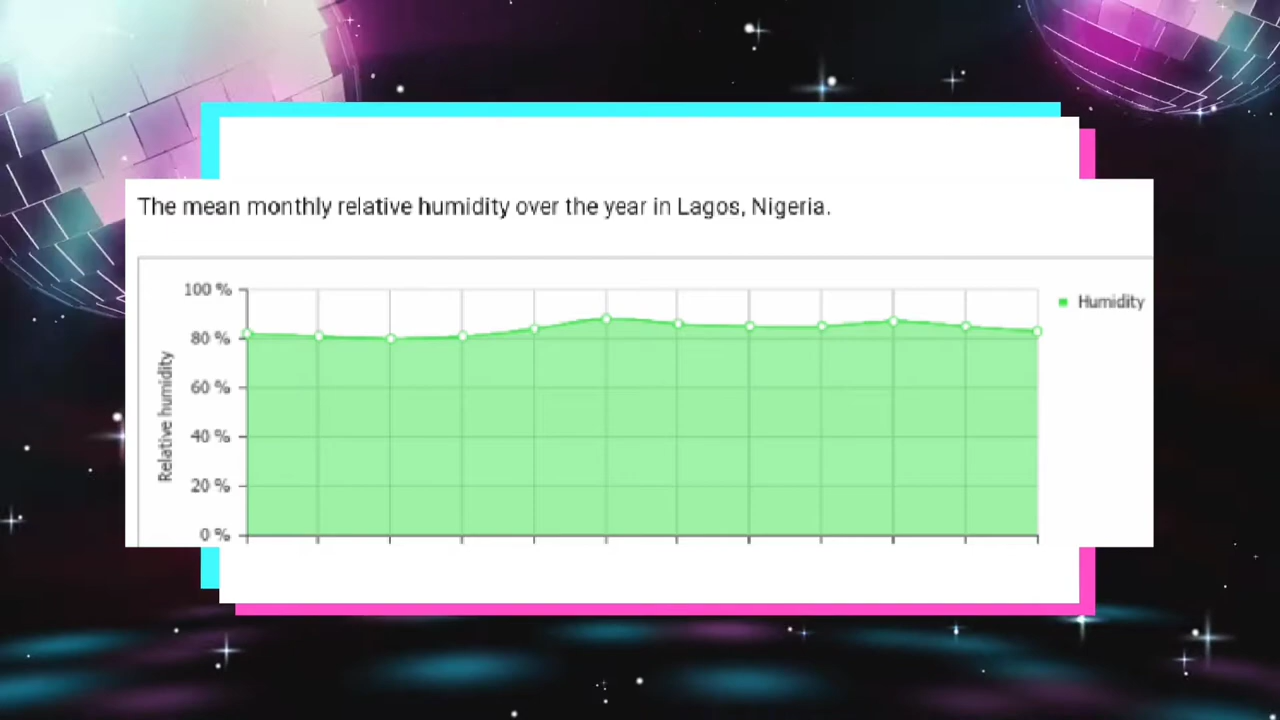 The mean monthly relative humidity over the year in Lagos, Nigeria.
100 %
Humidity
80 %
60 %
Relative humidity
40 %
20 %
0 %